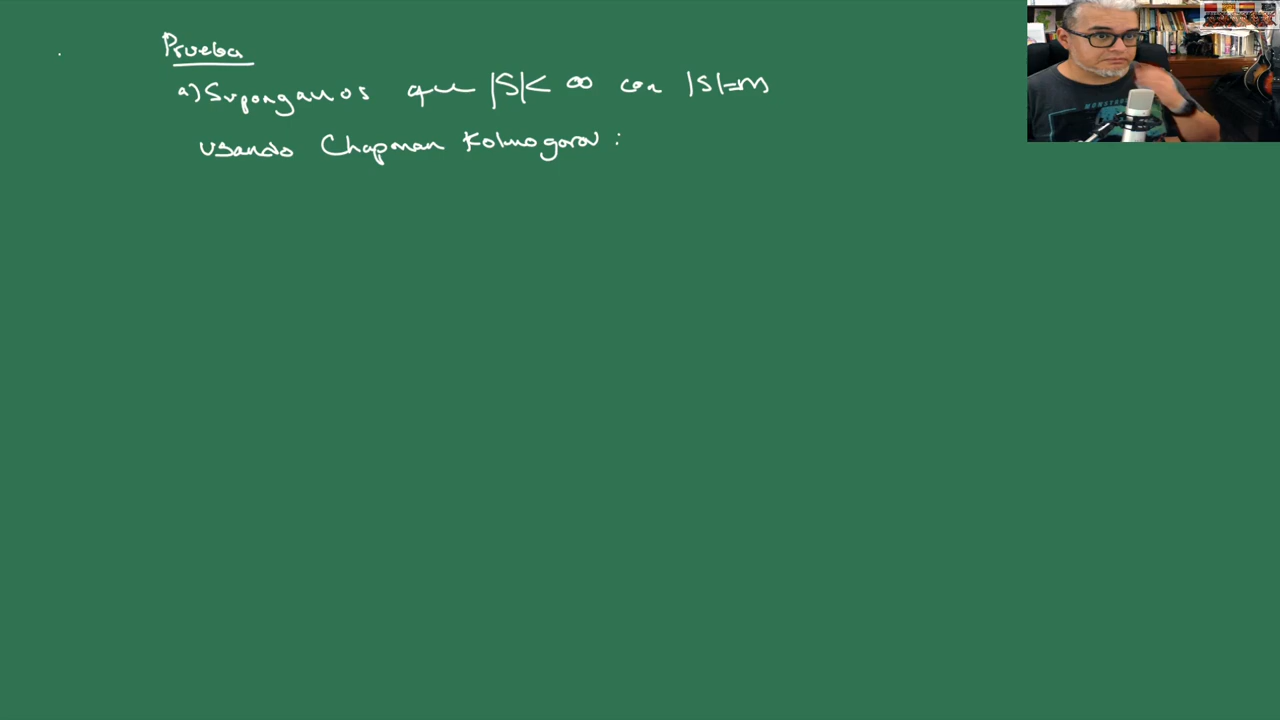 Prueba
a) Supongamos que |S| < ∞ con |S|=m
usando Chapman Kolmogorov :